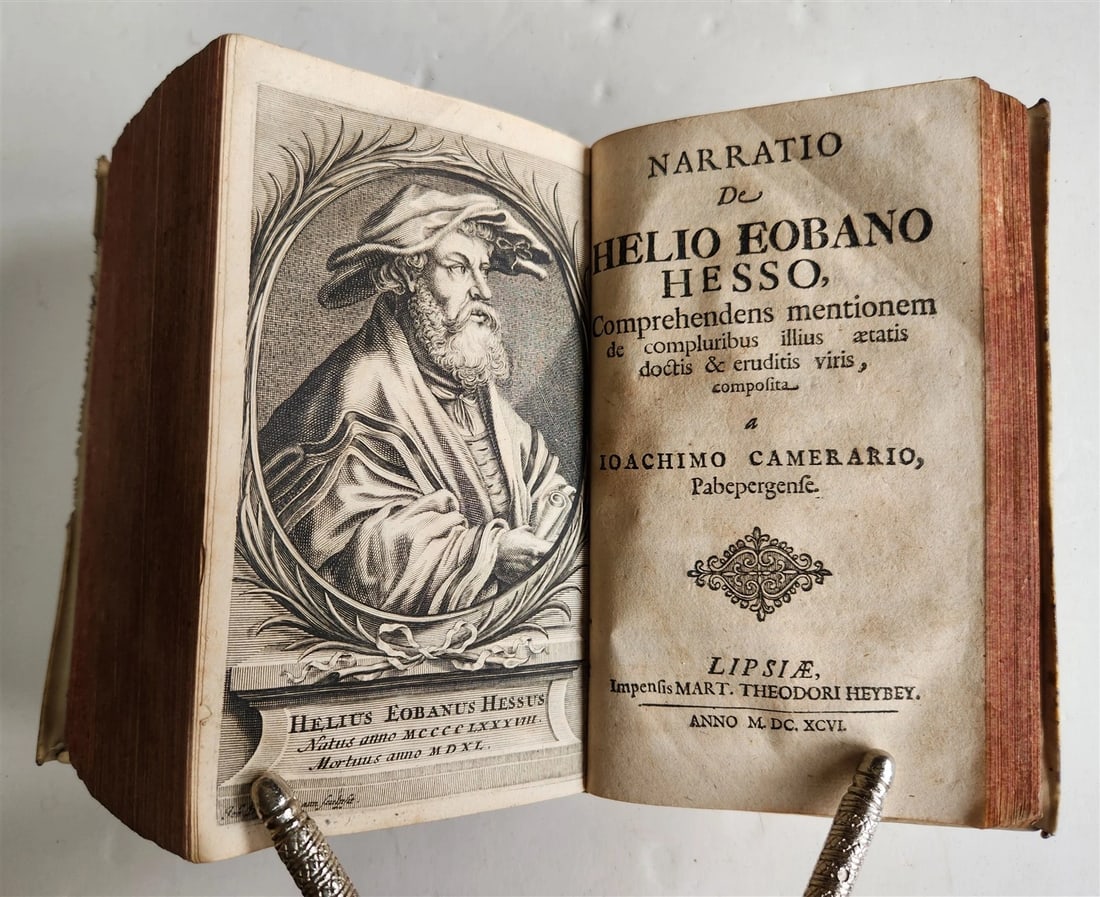 HELIUS EOBANUS HESSUS
Natus anno MCCCCLXXXVIII.
Mortuus anno MDXL.
sculpsit.
NARRATIO
De
HELIO EOBANO
HESSO,
Comprehendens mentionem
de compluribus illius ætatis
doctis & eruditis viris,
composita
a
IOACHIMO CAMERARIO,
Pabepergense.
LIPSIÆ,
Impensis MART. THEODORI HEYBEY.
ANNO M. DC. XCVI.